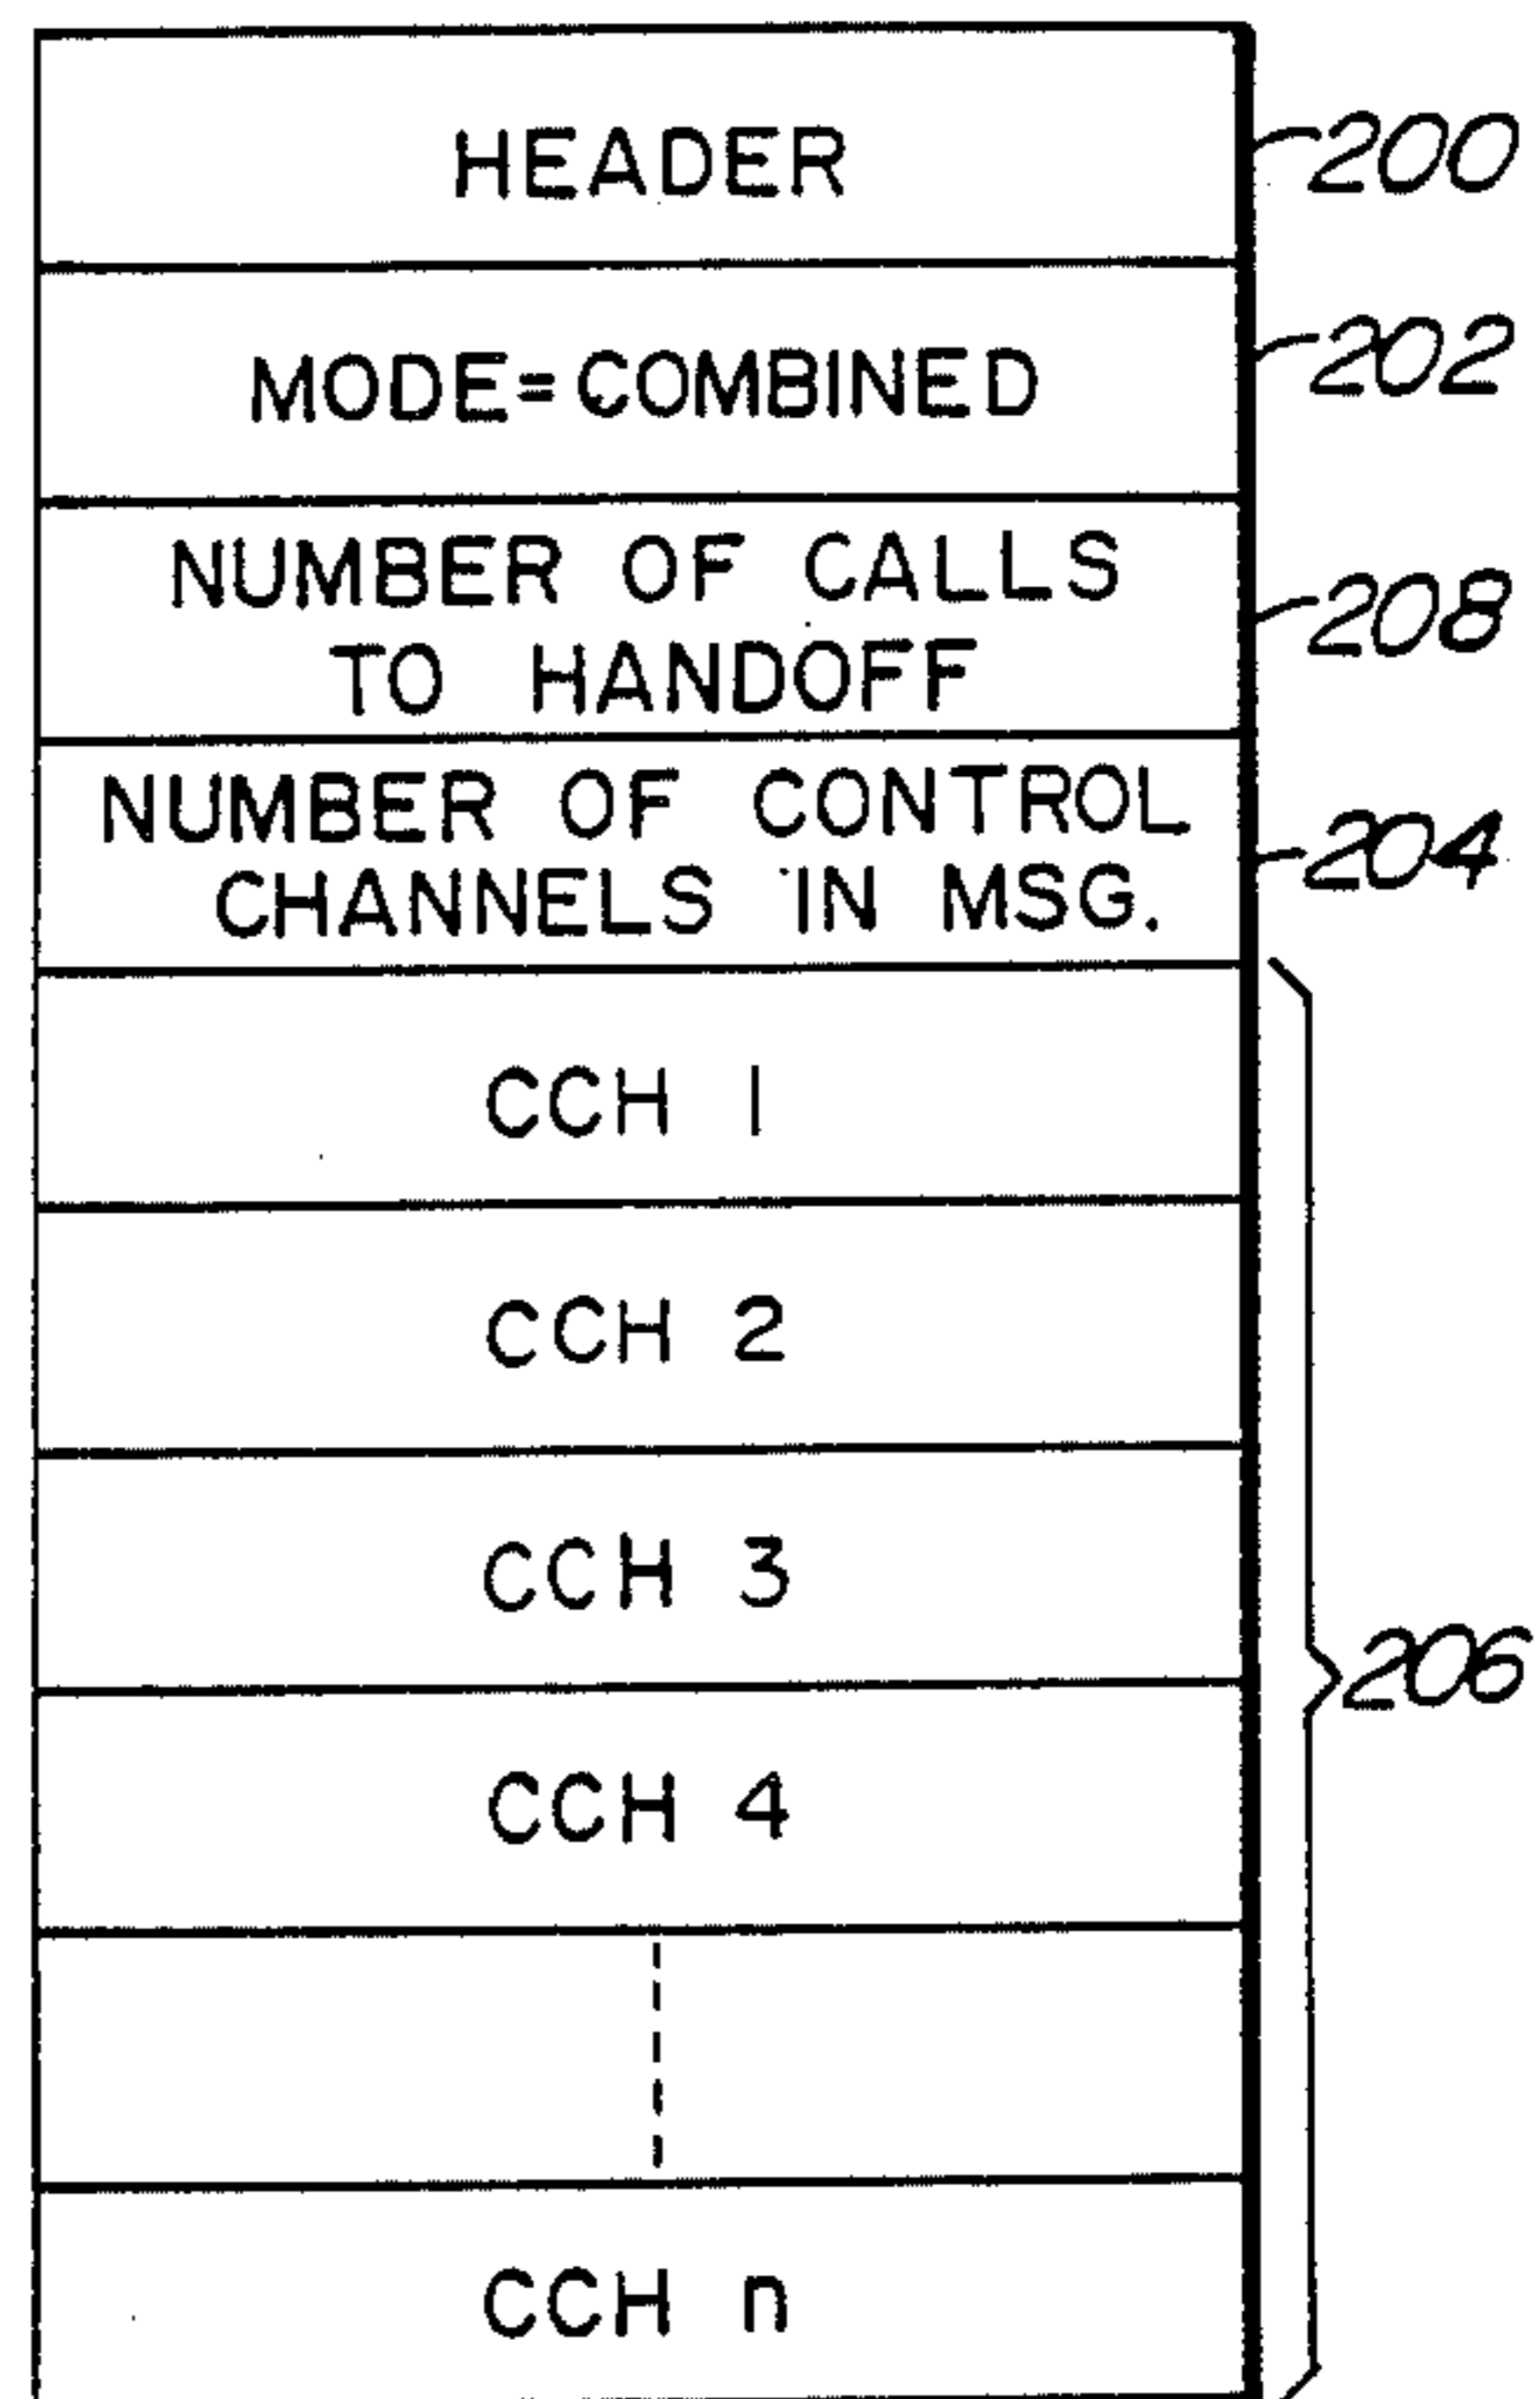 HEADER 200
MODE=COMBINED 202
NUMBER OF CALLS
TO HANDOFF 208
NUMBER OF CONTROL
CHANNELS IN MSG. 204
CCH 1
CCH 2
CCH 3
206
CCH 4
CCH n